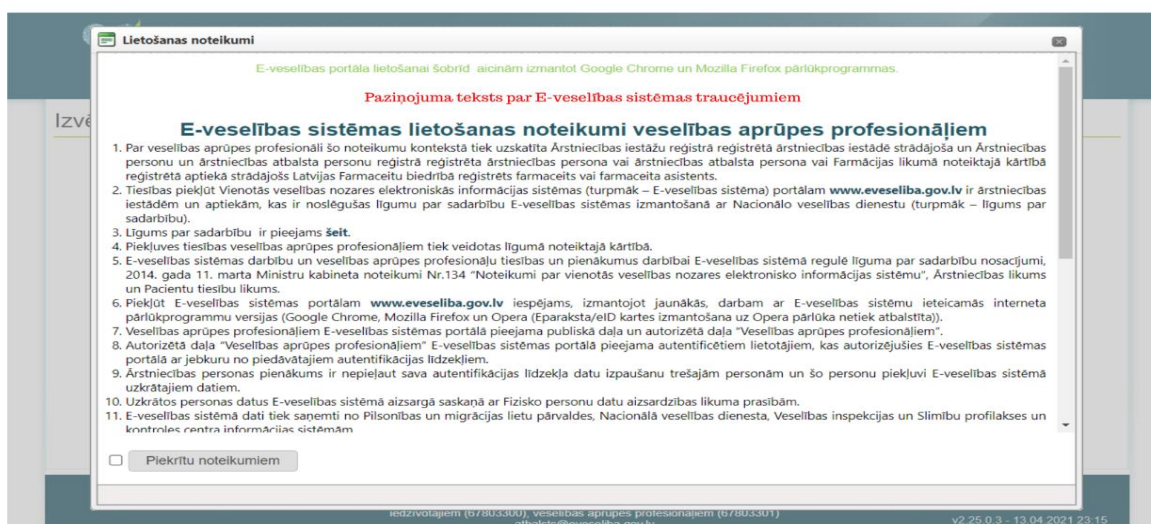 Lietošanas noteikumi
E-veselības portāla lietošanai šobrīd aicinām izmantot Google Chrome un Mozilla Firefox pārlūkprogrammas.
Paziņojuma teksts par E-veselības sistēmas traucējumiem
Izvē
E-veselības sistēmas lietošanas noteikumi veselības aprūpes profesionāļiem
1. Par veselības aprūpes profesionāli šo noteikumu kontekstā tiek uzskatīta Ārstniecības iestāžu reģistrā reģistrētā ārstniecības iestādē strādājoša un Ārstniecības
personu un ārstniecības atbalsta personu reģistrā reģistrēta ārstniecības persona vai ārstniecības atbalsta persona vai Farmācijas likumā noteiktajā kārtībā
reģistrētā aptiekā strādājošs Latvijas Farmaceitu biedrībā reģistrēts farmaceits vai farmaceita asistents.
2. Tiesības piekļūt Vienotās veselības nozares elektroniskās informācijas sistēmas (turpmāk – E-veselības sistēma) portālam www.eveseliba.gov.lv ir ārstniecības
iestādēm un aptiekām, kas ir noslēgušas līgumu par sadarbību E-veselības sistēmas izmantošanā ar Nacionālo veselības dienestu (turpmāk – līgums par
sadarbību).
3. Līgums par sadarbību ir pieejams šeit.
4. Piekļuves tiesības veselības aprūpes profesionāļiem tiek veidotas līgumā noteiktajā kārtībā.
5. E-veselības sistēmas darbību un veselības aprūpes profesionāļu tiesības un pienākumus darbībai E-veselības sistēmā regulē līguma par sadarbību nosacījumi,
2014. gada 11. marta Ministru kabineta noteikumi Nr.134 "Noteikumi par vienotās veselības nozares elektronisko informācijas sistēmu", Ārstniecības likums
un Pacientu tiesību likums.
6. Piekļūt E-veselības sistēmas portālam www.eveseliba.gov.lv iespējams, izmantojot jaunākās, darbam ar E-veselības sistēmu ieteicamās interneta
pārlūkprogrammu versijas (Google Chrome, Mozilla Firefox un Opera (Eparaksta/eID kartes izmantošana uz Opera pārlūka netiek atbalstīta)).
7. Veselības aprūpes profesionāļiem E-veselības sistēmas portālā pieejama publiskā daļa un autorizētā daļa "Veselības aprūpes profesionāļiem".
8. Autorizētā daļa "Veselības aprūpes profesionāļiem" E-veselības sistēmas portālā pieejama autentificētiem lietotājiem, kas autorizējušies E-veselības sistēmas
portālā ar jebkuru no piedāvātajiem autentifikācijas līdzekļiem.
9. Ārstniecības personas pienākums ir nepieļaut sava autentifikācijas līdzekļa datu izpaušanu trešajām personām un šo personu piekļuvi E-veselības sistēmā
uzkrātajiem datiem.
10. Uzkrātos personas datus E-veselības sistēmā aizsargā saskaņā ar Fizisko personu datu aizsardzības likuma prasībām.
11. E-veselības sistēmā dati tiek saņemti no Pilsonības un migrācijas lietu pārvaldes, Nacionālā veselības dienesta, Veselības inspekcijas un Slimību profilakses un
kontroles centra informācijas sistēmām
Piekrītu noteikumiem
Iedzīvotājiem (67803300), veselības aprūpes profesionāļiem (67803301)
atbalsts@eveseliba.gov.lv
v2.25.0.3 - 13.04.2021 23:15